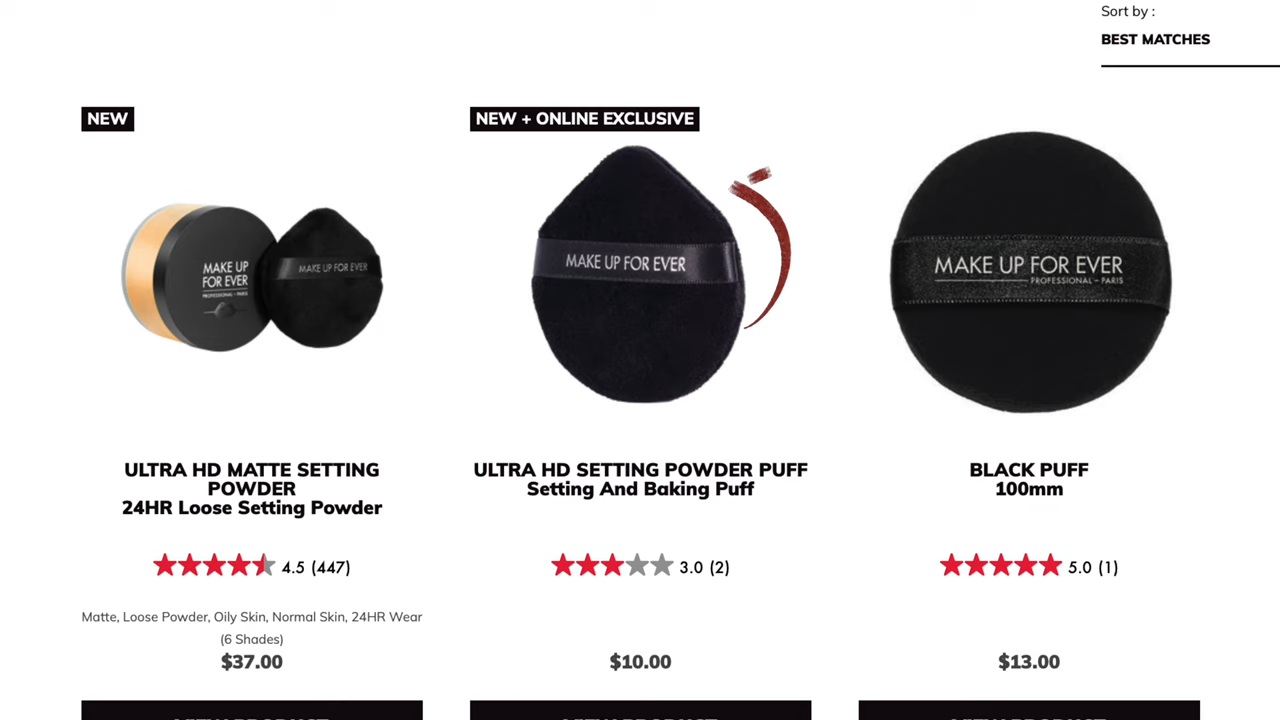 Sort by :
BEST MATCHES
NEW
NEW + ONLINE EXCLUSIVE
MAKE UP
FOR EVER
PROFESSIONAL – PARIS
MAKE UP FOR EVER
MAKE UP FOR EVER
MAKE UP FOR EVER
PROFESSIONAL – PARIS
ULTRA HD MATTE SETTING
POWDER
24HR Loose Setting Powder
ULTRA HD SETTING POWDER PUFF
Setting And Baking Puff
BLACK PUFF
100mm
4.5 (447)
3.0 (2)
5.0 (1)
Matte, Loose Powder, Oily Skin, Normal Skin, 24HR Wear
(6 Shades)
$37.00
$10.00
$13.00